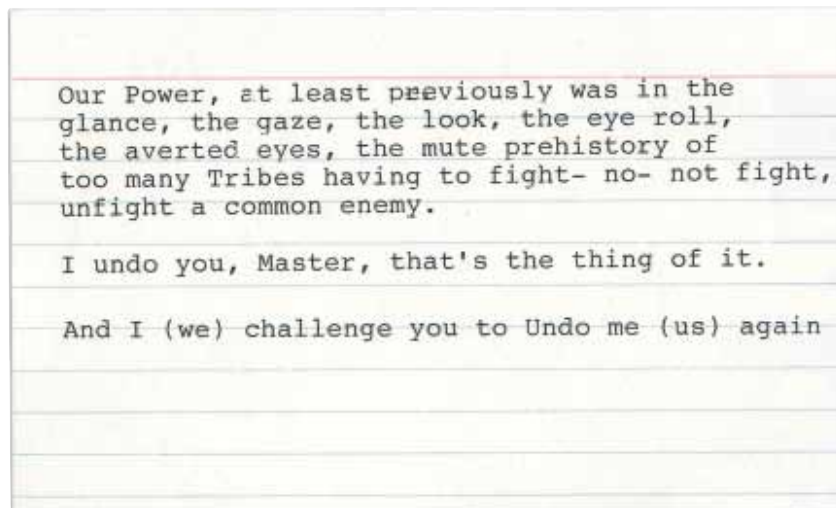 Our Power, at least preeviously was in the
glance, the gaze, the look, the eye roll,
the averted eyes, the mute prehistory of
too many Tribes having to fight- no- not fight,
unfight a common enemy.
I undo you, Master, that's the thing of it.
And I (we) challenge you to Undo me (us) again